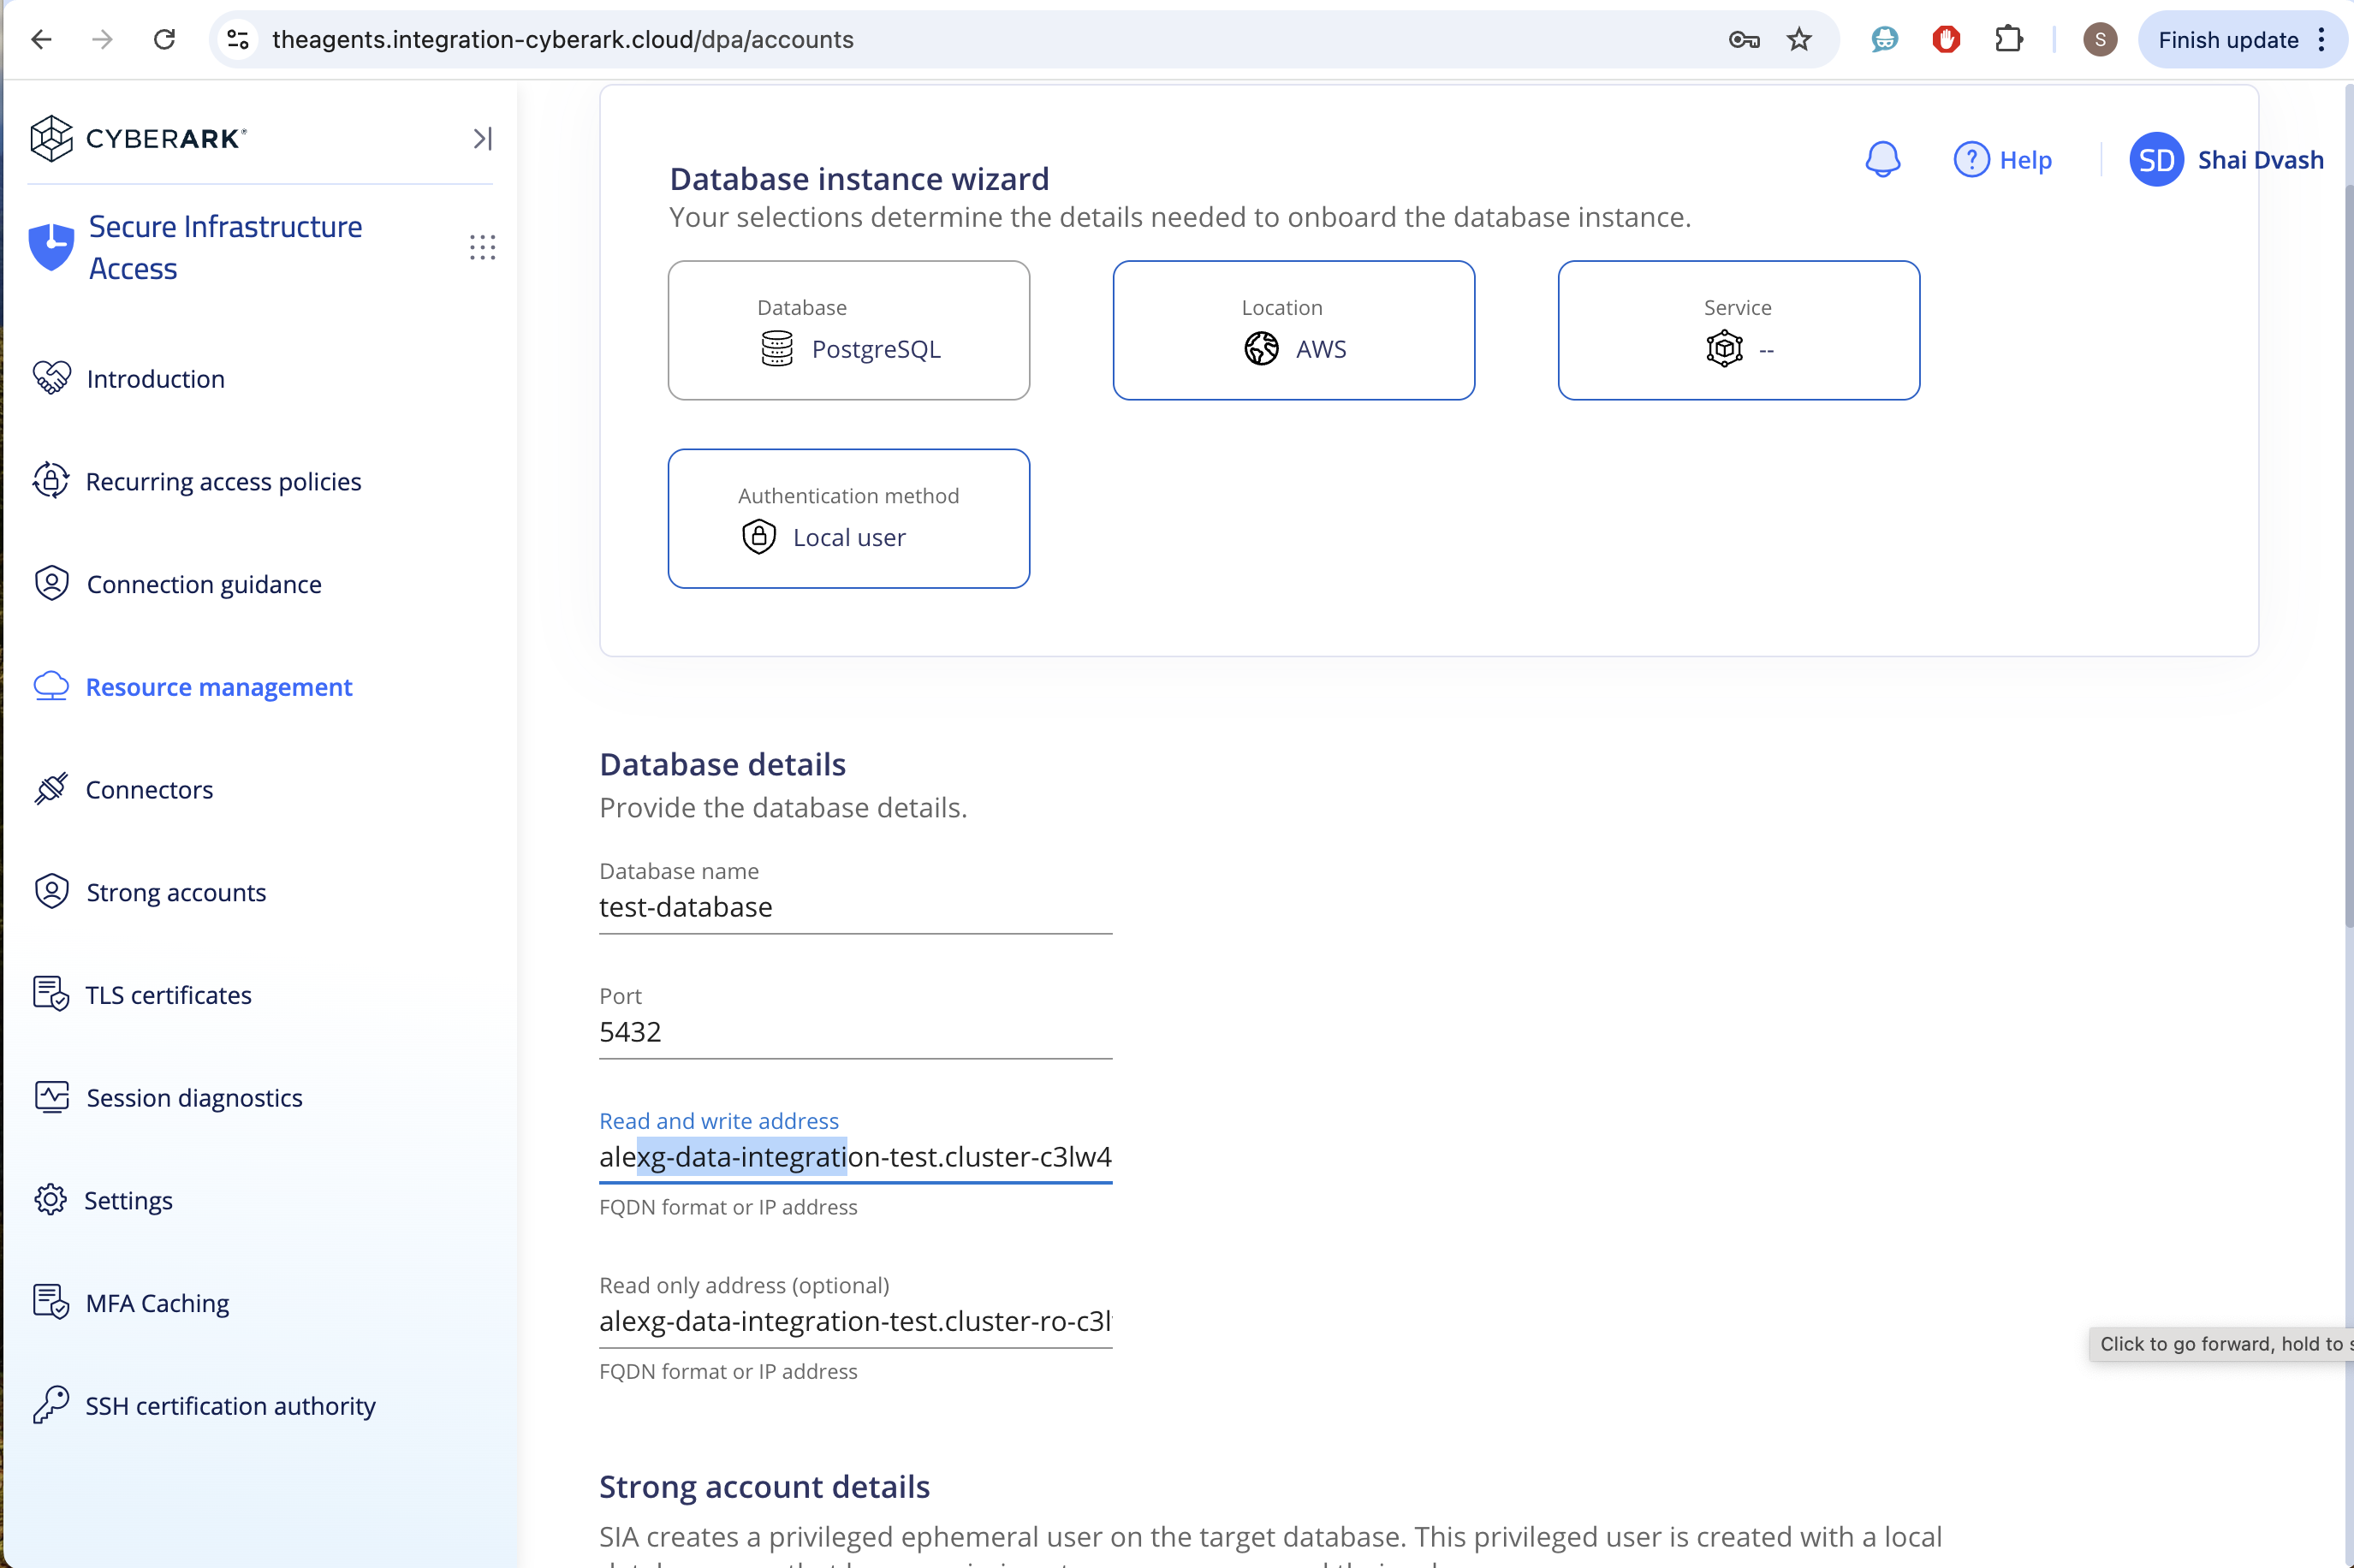 theagents.integration-cyberark.cloud/dpa/accounts
S
Finish update
CYBERARK®
Secure Infrastructure
Access
Introduction
Recurring access policies
Connection guidance
Resource management
Connectors
Strong accounts
TLS certificates
Session diagnostics
Settings
MFA Caching
SSH certification authority
? Help
SD Shai Dvash
Database instance wizard
Your selections determine the details needed to onboard the database instance.
Database
PostgreSQL
Location
AWS
Service
--
Authentication method
Local user
Database details
Provide the database details.
Database name
test-database
Port
5432
Read and write address
alexg-data-integration-test.cluster-c3lw4
FQDN format or IP address
Read only address (optional)
alexg-data-integration-test.cluster-ro-c3l
FQDN format or IP address
Click to go forward, hold to s
Strong account details
SIA creates a privileged ephemeral user on the target database. This privileged user is created with a local